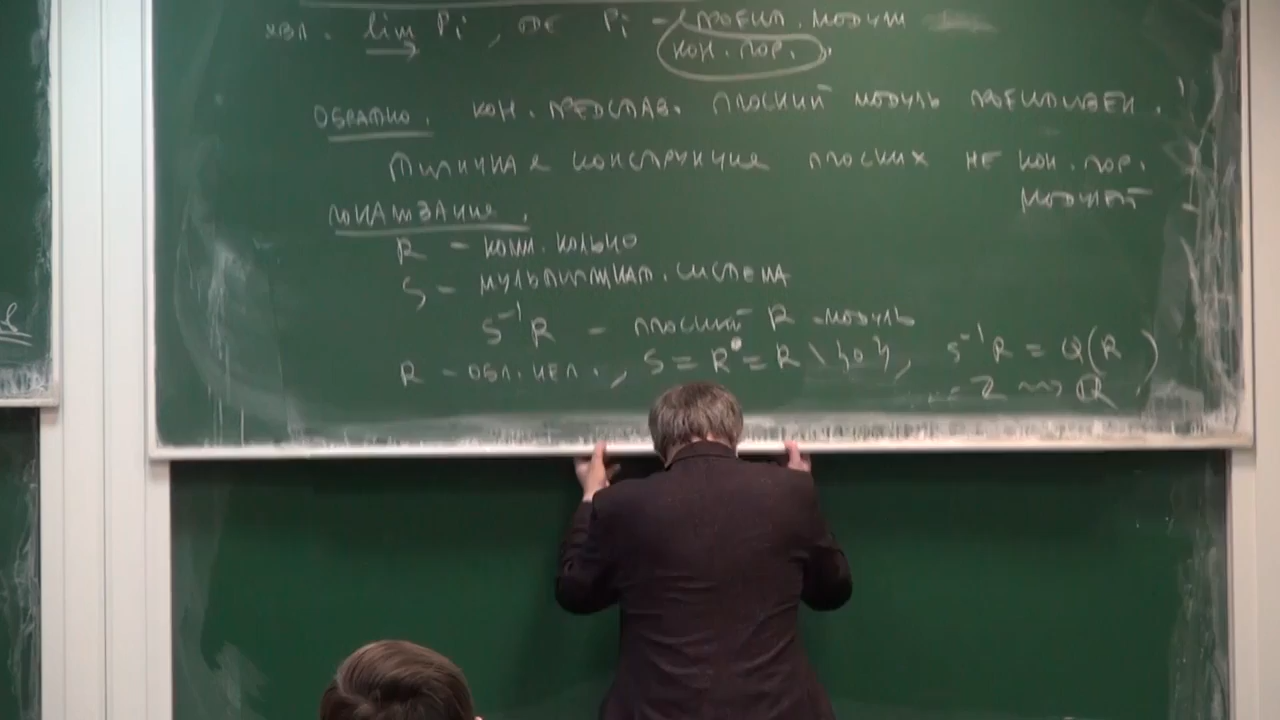 явл. lim Pᵢ, где Pᵢ – проект. модули
кон. пор.
Обратно. кон. представ. плоский модуль проективен.
Типичная конструкция плоских не кон. пор.
модулей
Локализация.
R – комм. кольцо
S – мультипликат. система
S⁻¹R – плоский R-модуль
R – обл. цел., S = R• = R \ {0}, S⁻¹R = Q(R)
Z ⇝ Q